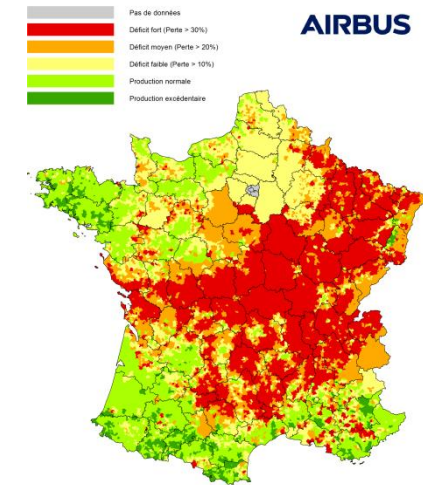 Pas de données
AIRBUS
Déficit fort (Perte > 30%)
Déficit moyen (Perte > 20%)
Déficit faible (Perte > 10%)
Production normale
Production excédentaire